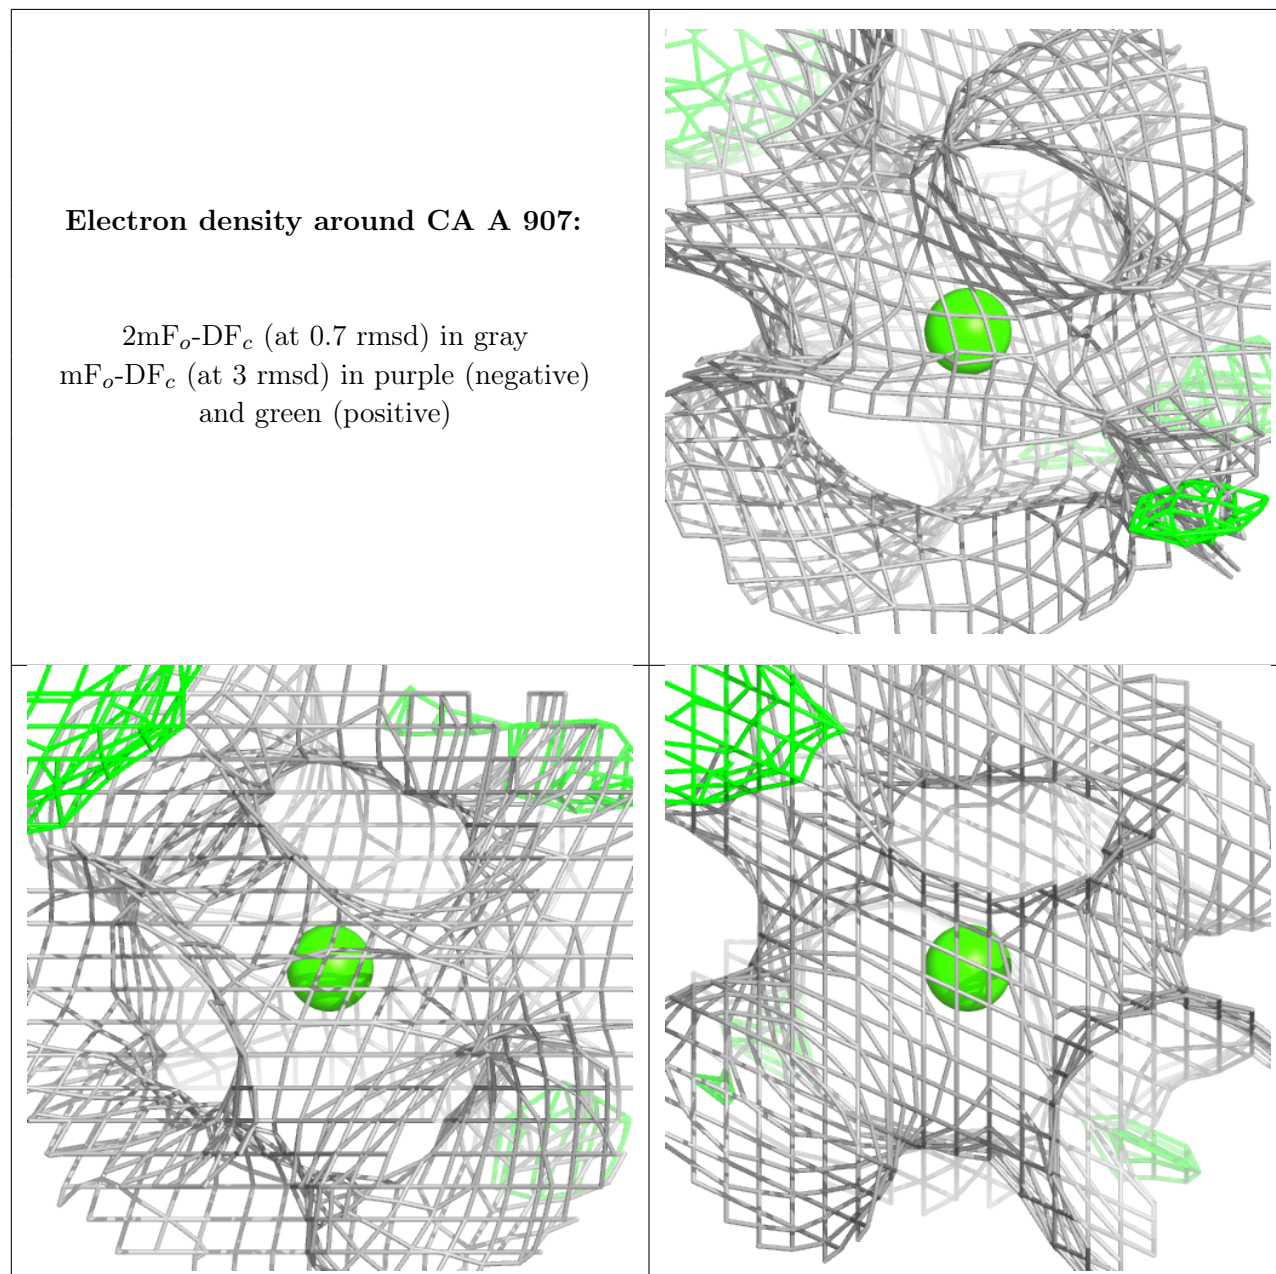 Electron density around CA A 907:
2mFo-DFc (at 0.7 rmsd) in gray
mFo-DFc (at 3 rmsd) in purple (negative)
and green (positive)